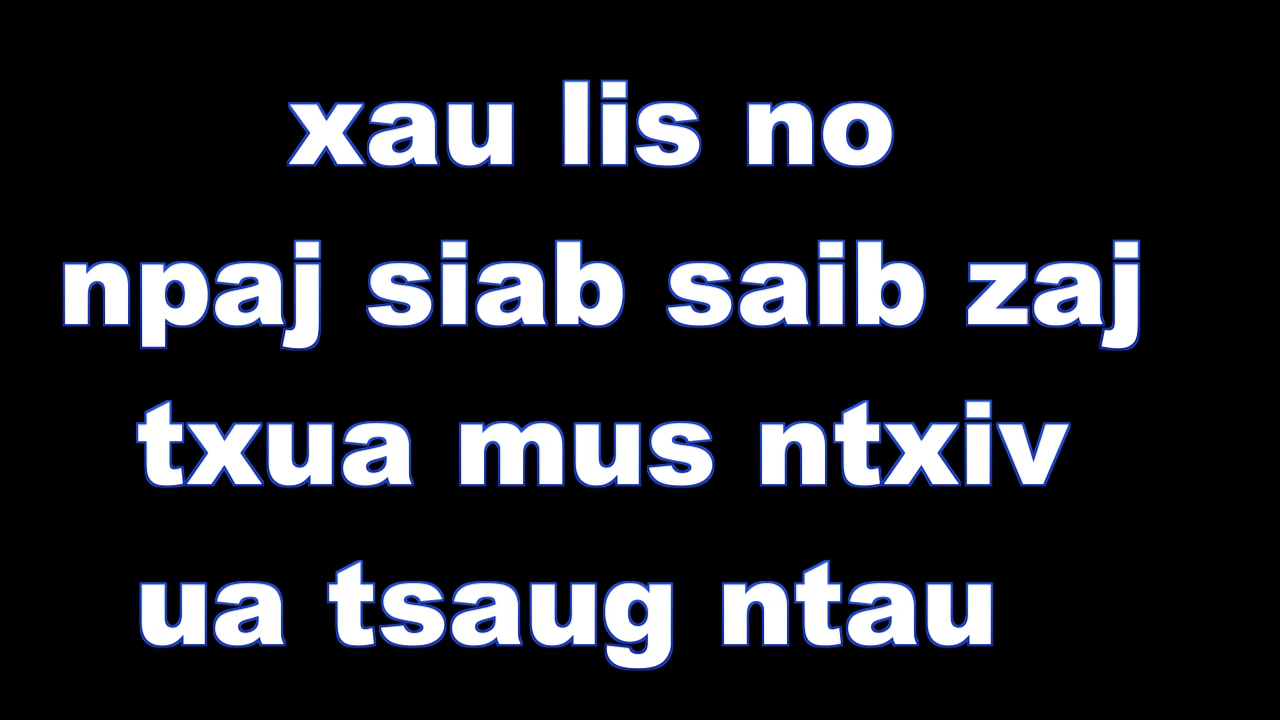 xau lis no
npaj siab saib zaj
txua mus ntxiv
ua tsaug ntau